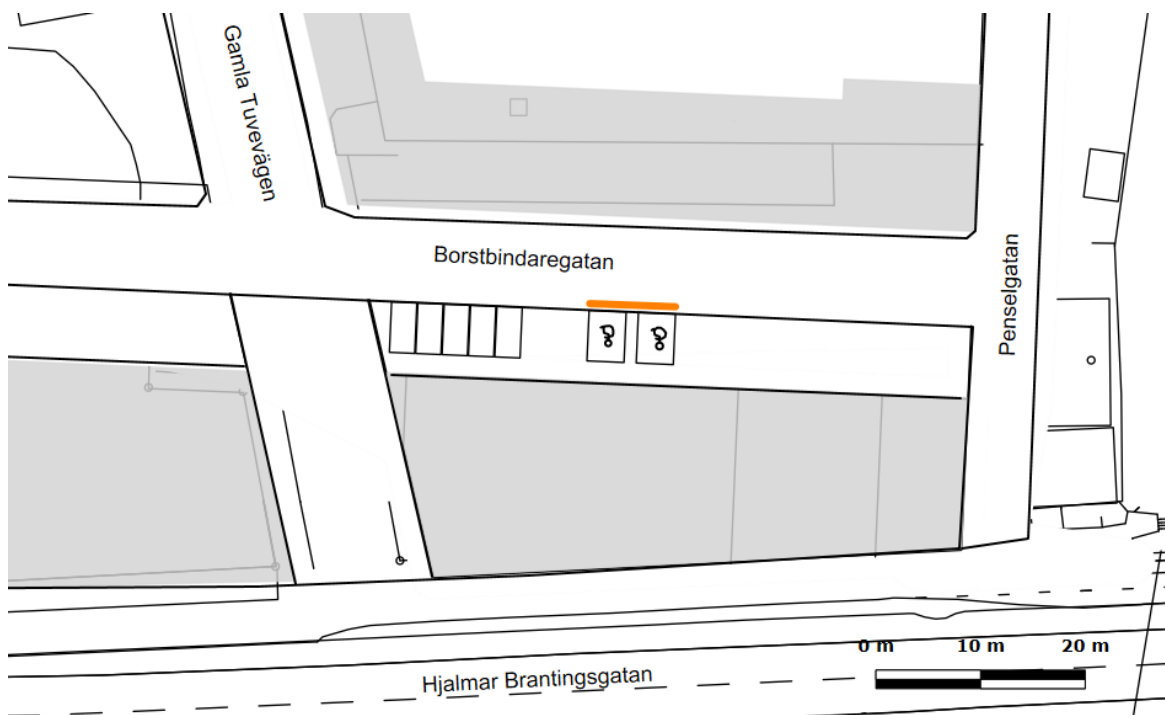 Gamla Tuvevägen
Borstbindaregatan
Penselgatan
0 m 10 m 20 m
Hjalmar Brantingsgatan